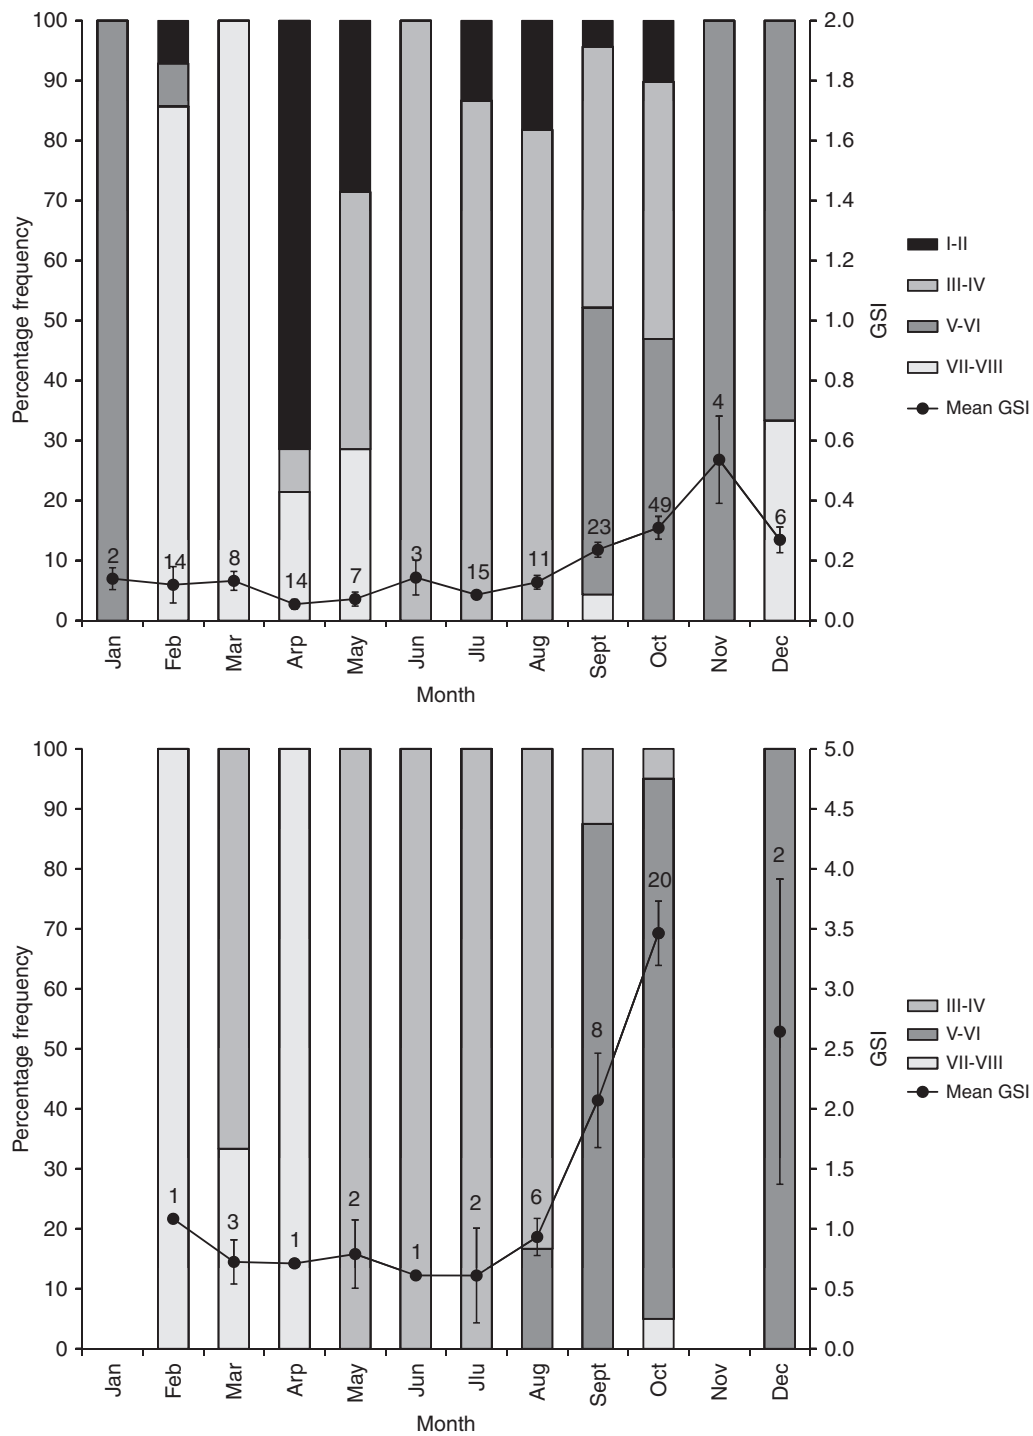 100
90
80
70
60
50
40
30
20
10
0
Percentage frequency
2
14
8
14
7
3
15
11
23
49
4
6
2.0
1.8
1.6
1.4
1.2
1.0
0.8
0.6
0.4
0.2
0.0
GSI
I-II
III-IV
V-VI
VII-VIII
Mean GSI
Jan
Feb
Mar
Arp
May
Jun
Jlu
Aug
Sept
Oct
Nov
Dec
Month
100
90
80
70
60
50
40
30
20
10
0
Percentage frequency
1
3
1
2
1
2
6
8
20
2
5.0
4.5
4.0
3.5
3.0
2.5
2.0
1.5
1.0
0.5
0.0
GSI
III-IV
V-VI
VII-VIII
Mean GSI
Jan
Feb
Mar
Arp
May
Jun
Jlu
Aug
Sept
Oct
Nov
Dec
Month